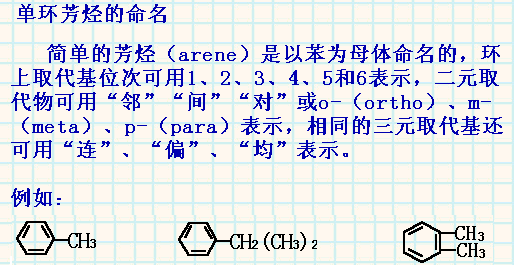 单环芳烃的命名
简单的芳烃（arene）是以苯为母体命名的，环
上取代基位次可用1、2、3、4、5和6表示，二元取
代物可用“邻”“间”“对”或o-（ortho）、m-
（meta）、p-（para）表示，相同的三元取代基还
可用“连”、“偏”、“均”表示。
例如：
CH3 CH2(CH3)2 CH3
CH3